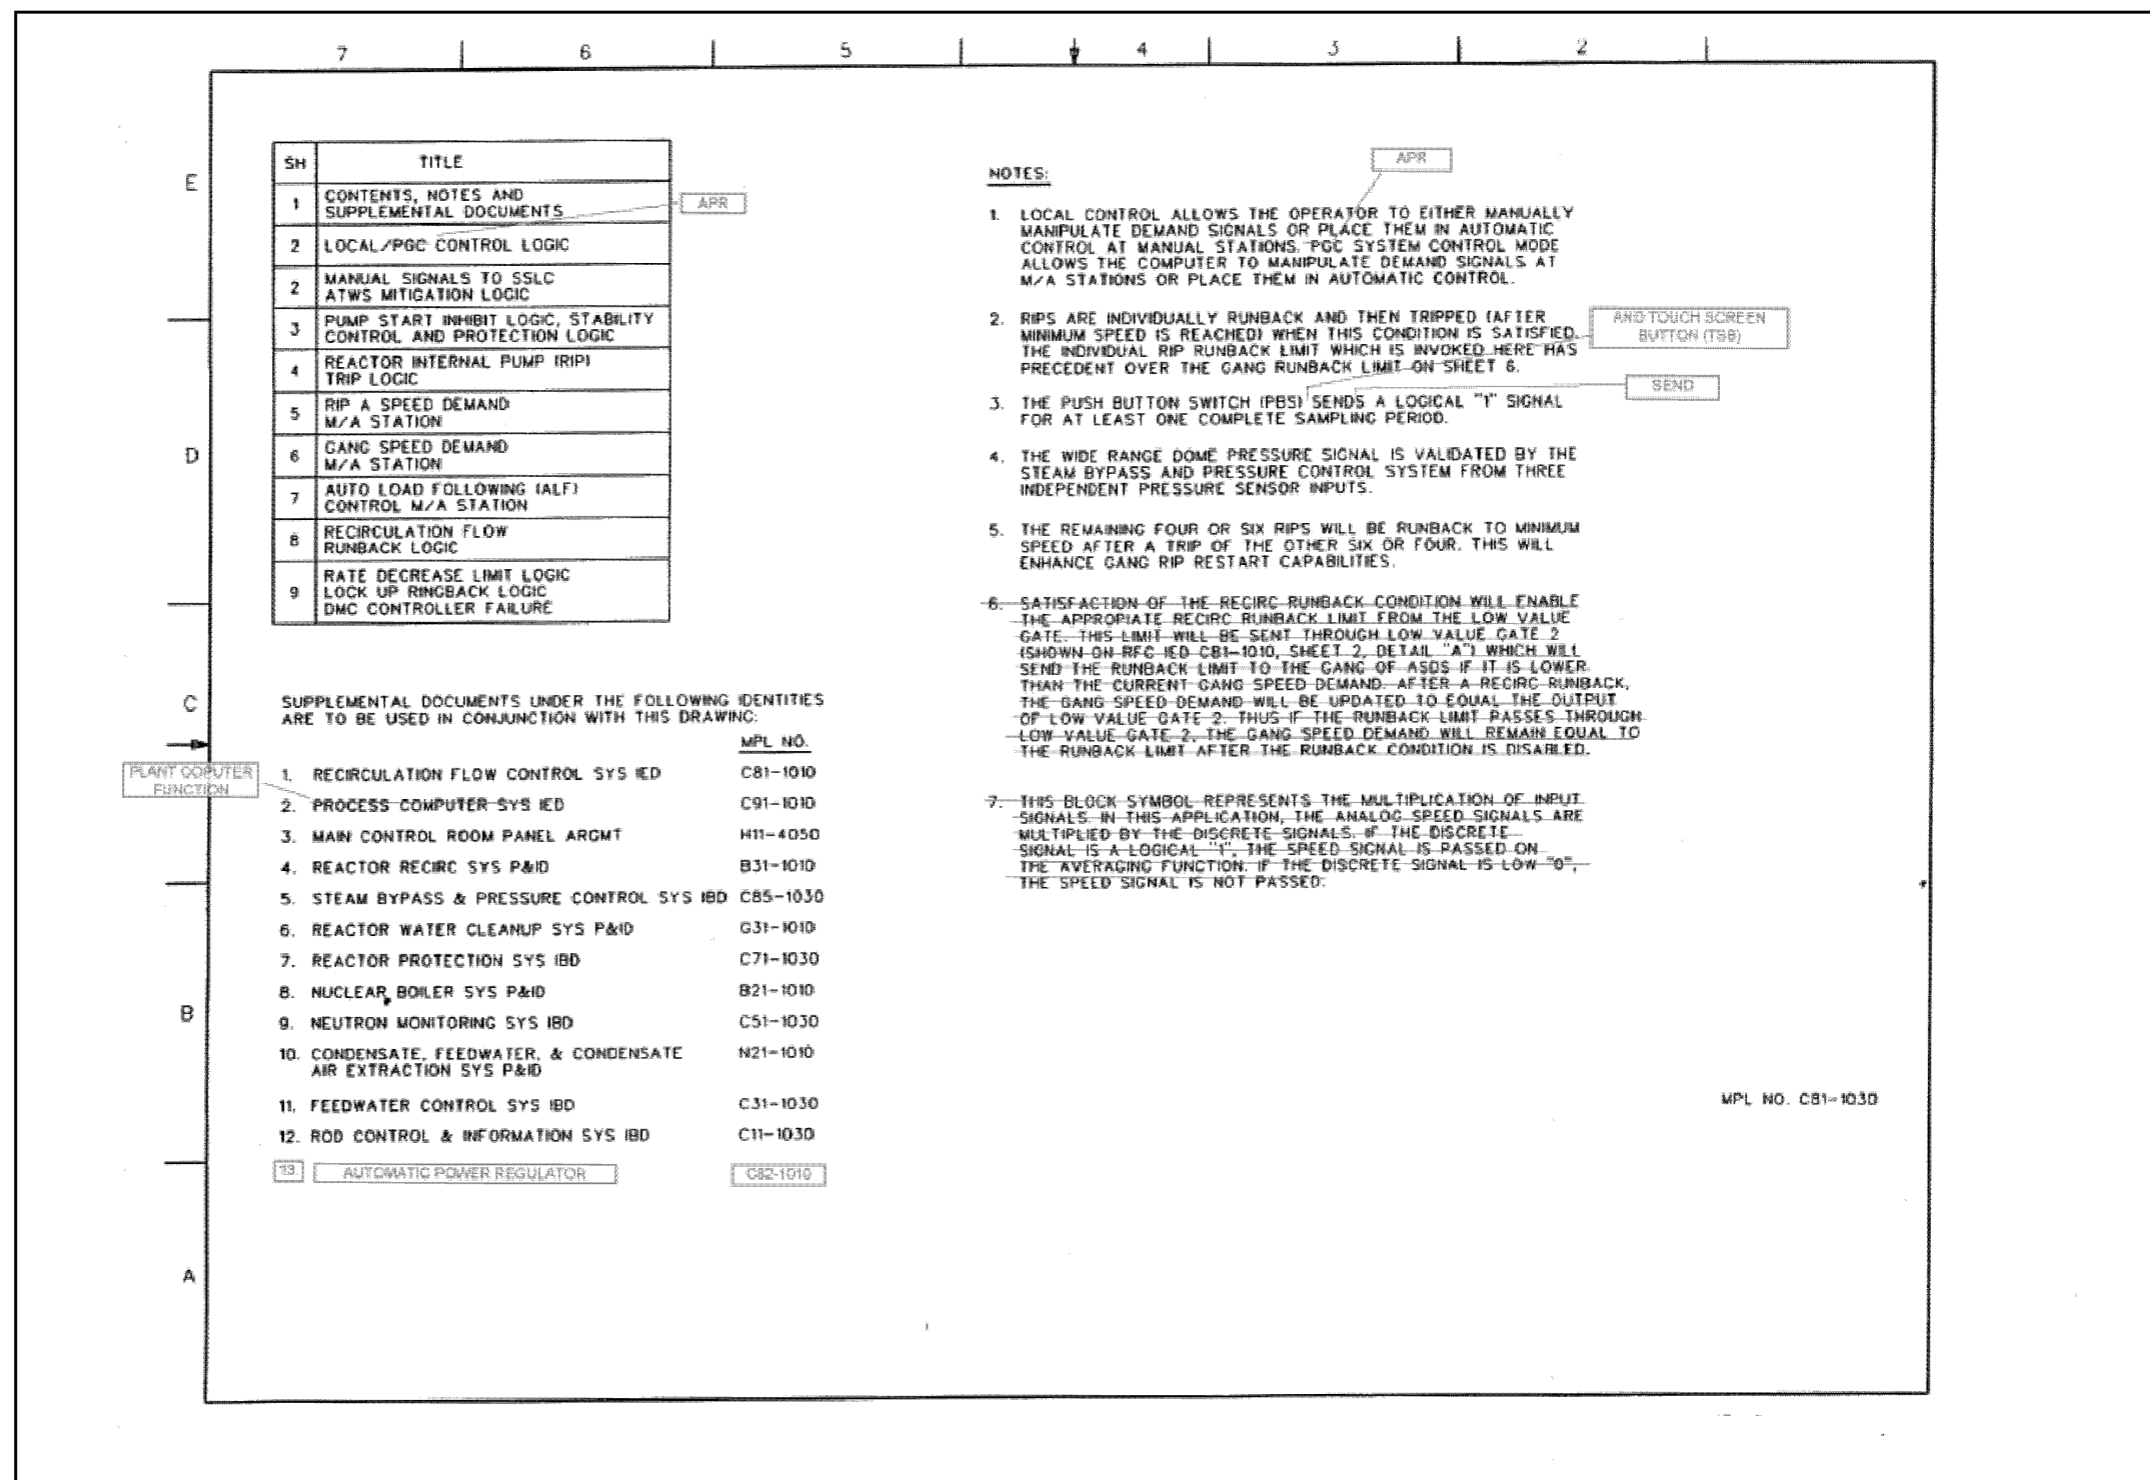 7 6 5 4 3 2
E
D
C
B
A
SH TITLE
1 CONTENTS, NOTES AND
SUPPLEMENTAL DOCUMENTS
2 LOCAL/PGC CONTROL LOGIC
2 MANUAL SIGNALS TO SSLC
ATWS MITIGATION LOGIC
3 PUMP START INHIBIT LOGIC, STABILITY
CONTROL AND PROTECTION LOGIC
4 REACTOR INTERNAL PUMP (RIP)
TRIP LOGIC
5 RIP A SPEED DEMAND
M/A STATION
6 GANG SPEED DEMAND
M/A STATION
7 AUTO LOAD FOLLOWING (ALF)
CONTROL M/A STATION
8 RECIRCULATION FLOW
RUNBACK LOGIC
9 RATE DECREASE LIMIT LOGIC
LOCK UP RINGBACK LOGIC
DMC CONTROLLER FAILURE
APR
SUPPLEMENTAL DOCUMENTS UNDER THE FOLLOWING IDENTITIES
ARE TO BE USED IN CONJUNCTION WITH THIS DRAWING:
MPL NO.
1. RECIRCULATION FLOW CONTROL SYS IED C81-1010
PLANT COPUTER
FUNCTION
2. PROCESS COMPUTER SYS IED C91-1010
3. MAIN CONTROL ROOM PANEL ARGMT H11-4050
4. REACTOR RECIRC SYS P&ID B31-1010
5. STEAM BYPASS & PRESSURE CONTROL SYS IBD C85-1030
6. REACTOR WATER CLEANUP SYS P&ID G31-1010
7. REACTOR PROTECTION SYS IBD C71-1030
8. NUCLEAR BOILER SYS P&ID B21-1010
9. NEUTRON MONITORING SYS IBD C51-1030
10. CONDENSATE, FEEDWATER, & CONDENSATE N21-1010
AIR EXTRACTION SYS P&ID
11. FEEDWATER CONTROL SYS IBD C31-1030
12. ROD CONTROL & INFORMATION SYS IBD C11-1030
13. AUTOMATIC POWER REGULATOR C82-1010
APR
NOTES:
1. LOCAL CONTROL ALLOWS THE OPERATOR TO EITHER MANUALLY
MANIPULATE DEMAND SIGNALS OR PLACE THEM IN AUTOMATIC
CONTROL AT MANUAL STATIONS. PGC SYSTEM CONTROL MODE
ALLOWS THE COMPUTER TO MANIPULATE DEMAND SIGNALS AT
M/A STATIONS OR PLACE THEM IN AUTOMATIC CONTROL.
2. RIPS ARE INDIVIDUALLY RUNBACK AND THEN TRIPPED (AFTER
MINIMUM SPEED IS REACHED) WHEN THIS CONDITION IS SATISFIED.
THE INDIVIDUAL RIP RUNBACK LIMIT WHICH IS INVOKED HERE HAS
PRECEDENT OVER THE GANG RUNBACK LIMIT ON SHEET 6.
AND TOUCH SCREEN
BUTTON (TSB)
SEND
3. THE PUSH BUTTON SWITCH (PBS) SENDS A LOGICAL "1" SIGNAL
FOR AT LEAST ONE COMPLETE SAMPLING PERIOD.
4. THE WIDE RANGE DOME PRESSURE SIGNAL IS VALIDATED BY THE
STEAM BYPASS AND PRESSURE CONTROL SYSTEM FROM THREE
INDEPENDENT PRESSURE SENSOR INPUTS.
5. THE REMAINING FOUR OR SIX RIPS WILL BE RUNBACK TO MINIMUM
SPEED AFTER A TRIP OF THE OTHER SIX OR FOUR. THIS WILL
ENHANCE GANG RIP RESTART CAPABILITIES.
6. SATISFACTION OF THE RECIRC RUNBACK CONDITION WILL ENABLE
THE APPROPIATE RECIRC RUNBACK LIMIT FROM THE LOW VALUE
GATE. THIS LIMIT WILL BE SENT THROUGH LOW VALUE GATE 2
(SHOWN ON RFC IED C81-1010, SHEET 2, DETAIL "A") WHICH WILL
SEND THE RUNBACK LIMIT TO THE GANG OF ASDS IF IT IS LOWER
THAN THE CURRENT GANG SPEED DEMAND. AFTER A RECIRC RUNBACK,
THE GANG SPEED DEMAND WILL BE UPDATED TO EQUAL THE OUTPUT
OF LOW VALUE GATE 2. THUS IF THE RUNBACK LIMIT PASSES THROUGH
LOW VALUE GATE 2, THE GANG SPEED DEMAND WILL REMAIN EQUAL TO
THE RUNBACK LIMIT AFTER THE RUNBACK CONDITION IS DISABLED.
7. THIS BLOCK SYMBOL REPRESENTS THE MULTIPLICATION OF INPUT
SIGNALS. IN THIS APPLICATION, THE ANALOG SPEED SIGNALS ARE
MULTIPLIED BY THE DISCRETE SIGNALS. IF THE DISCRETE
SIGNAL IS A LOGICAL "1", THE SPEED SIGNAL IS PASSED ON
THE AVERAGING FUNCTION. IF THE DISCRETE SIGNAL IS LOW "0",
THE SPEED SIGNAL IS NOT PASSED.
MPL NO. C81-1030